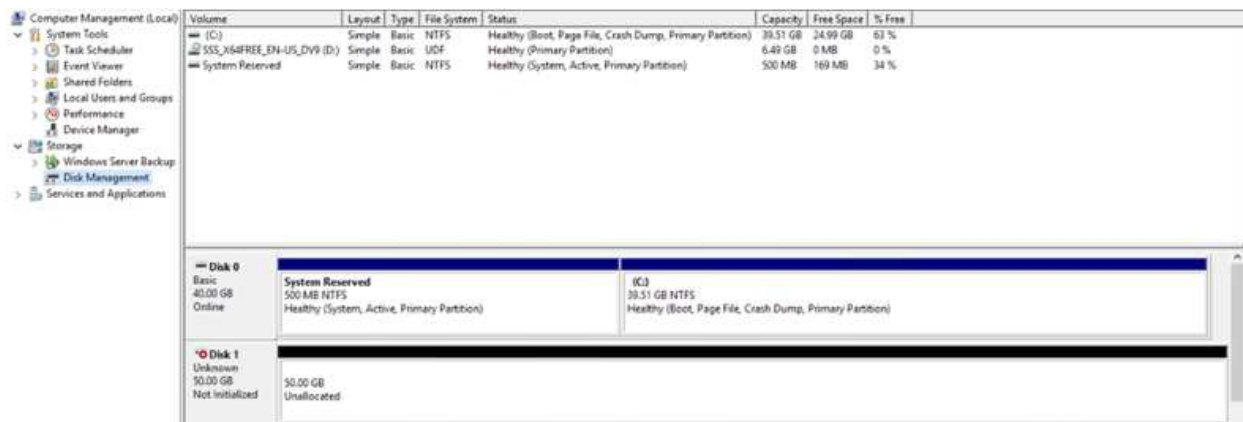 Computer Management (Local)
System Tools
Task Scheduler
Event Viewer
Shared Folders
Local Users and Groups
Performance
Device Manager
Storage
Windows Server Backup
Disk Management
Services and Applications
Volume Layout Type File System Status Capacity Free Space % Free
(C:) Simple Basic NTFS Healthy (Boot, Page File, Crash Dump, Primary Partition) 39.51 GB 24.99 GB 63 %
SSS_X64FREE_EN-US_DV9 (D:) Simple Basic UDF Healthy (Primary Partition) 6.49 GB 0 MB 0 %
System Reserved Simple Basic NTFS Healthy (System, Active, Primary Partition) 500 MB 169 MB 34 %
Disk 0
Basic
40.00 GB
Online
System Reserved
500 MB NTFS
Healthy (System, Active, Primary Partition)
(C:)
39.51 GB NTFS
Healthy (Boot, Page File, Crash Dump, Primary Partition)
Disk 1
Unknown
50.00 GB
Not Initialized
50.00 GB
Unallocated